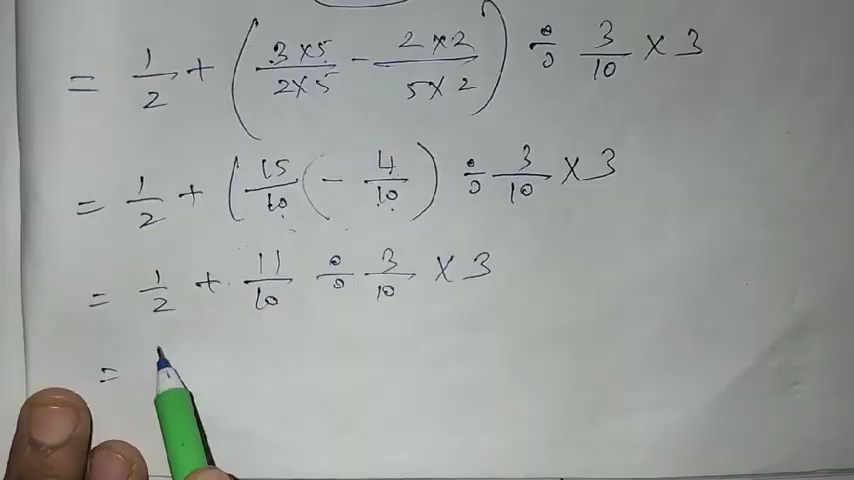 = 1/2 + (3×5/2×5 - 2×2/5×2) ÷ 3/10 × 3
= 1/2 + (15/10 (- 4/10) ÷ 3/10 × 3
= 1/2 + 11/10 ÷ 3/10 × 3
=